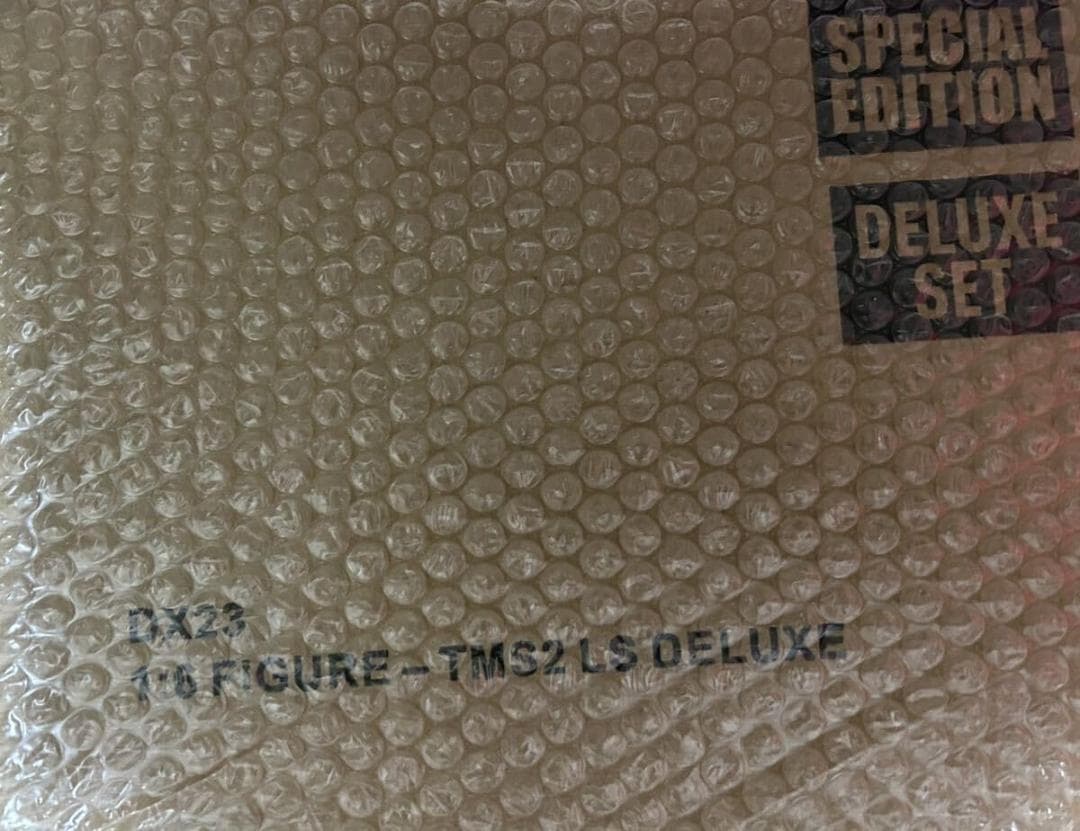 SPECIAL
EDITION
DELUXE
SET
DX23
1:6 FIGURE – TMS2 LS DELUXE